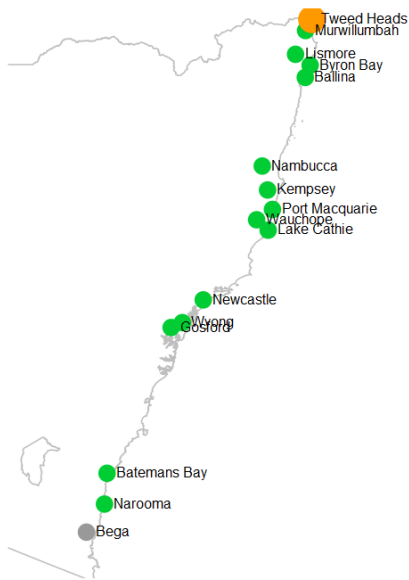 Tweed Heads
Murwillumbah
Lismore
Byron Bay
Ballina
Nambucca
Kempsey
Port Macquarie
Wauchope
Lake Cathie
Newcastle
Wyong
Gosford
Batemans Bay
Narooma
Bega